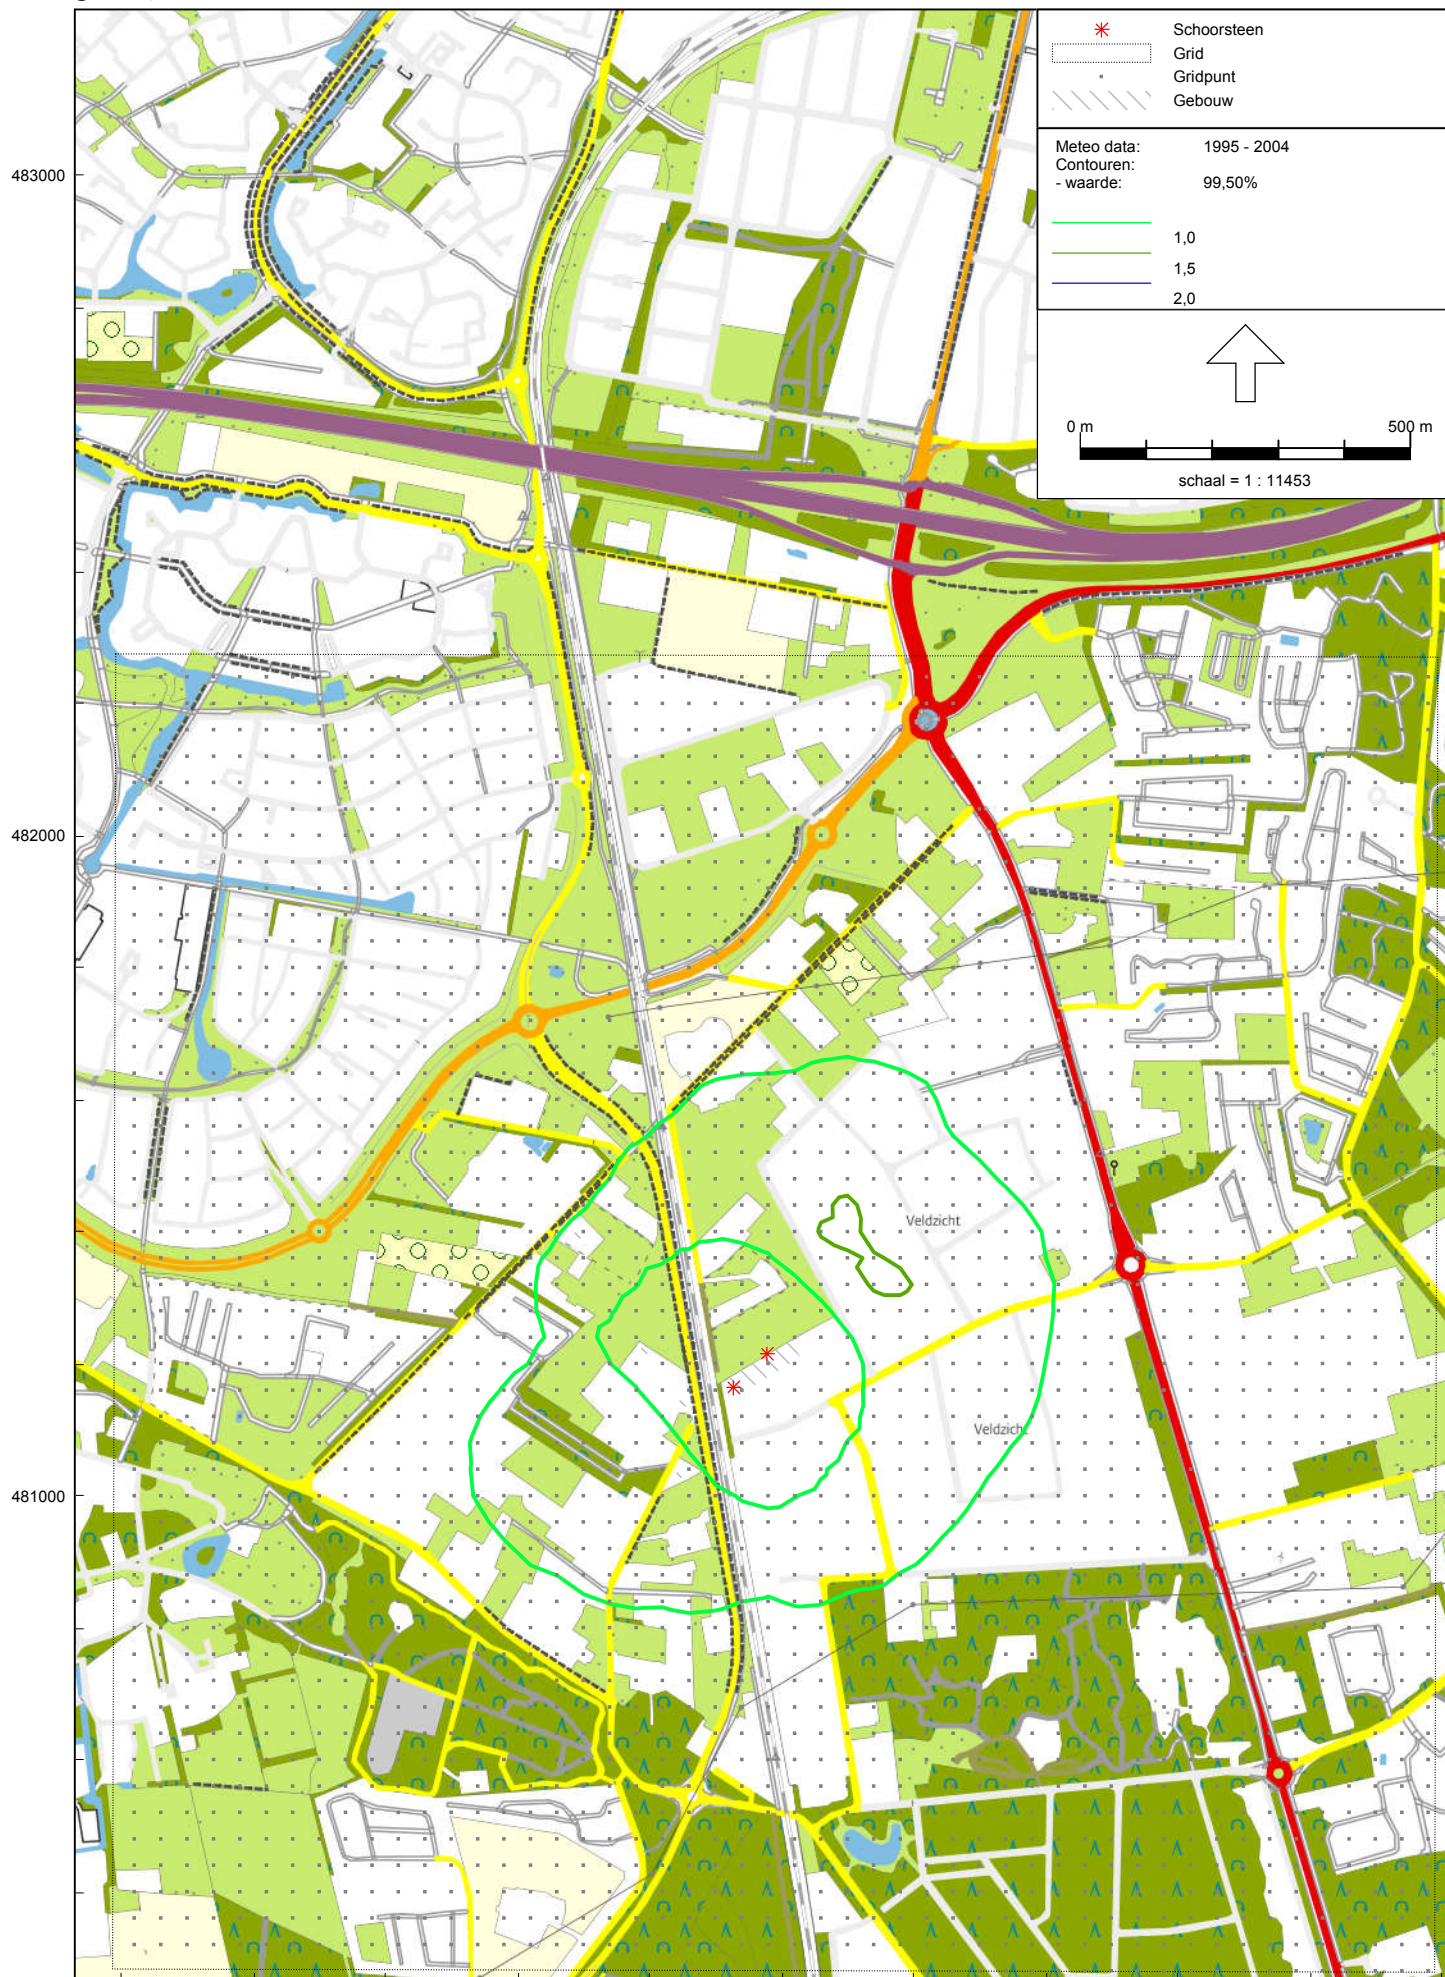 Schoorsteen
Grid
Gridpunt
Gebouw
Meteo data: 1995 - 2004
Contouren:
- waarde: 99,50%
1,0
1,5
2,0
0 m 500 m
schaal = 1 : 11453
483000
482000
481000
Veldzicht
Veldzicht